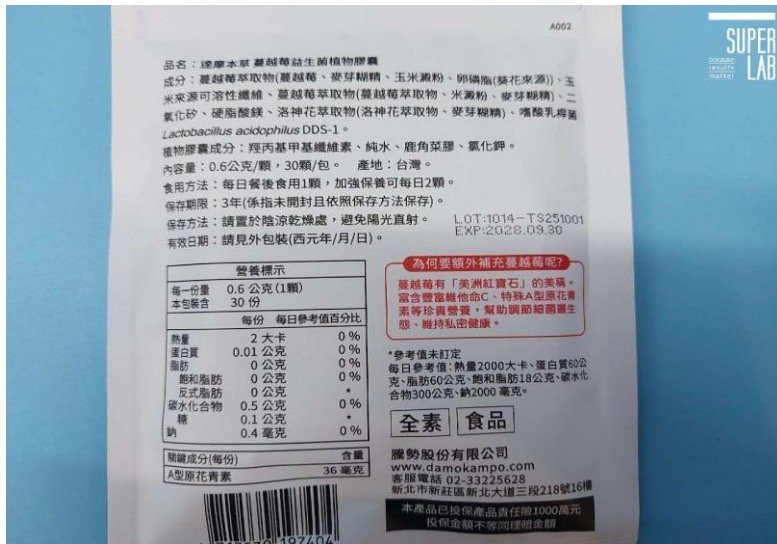 A002
SUPER
LAB
because
results
matter
品名：達摩本草 蔓越莓益生菌植物膠囊
成分：蔓越莓萃取物(蔓越莓、麥芽糊精、玉米澱粉、卵磷脂(葵花來源))、玉
米來源可溶性纖維、蔓越莓萃取物(蔓越莓萃取物、米澱粉、麥芽糊精)、二
氧化矽、硬脂酸鎂、洛神花萃取物(洛神花萃取物、麥芽糊精)、嗜酸乳桿菌
Lactobacillus acidophilus DDS-1。
植物膠囊成分：羥丙基甲基纖維素、純水、鹿角菜膠、氯化鉀。
內容量：0.6公克/顆，30顆/包。 產地：台灣。
食用方法：每日餐後食用1顆，加強保養可每日2顆。
保存期限：3年(係指未開封且依照保存方法保存)。
保存方法：請置於陰涼乾燥處，避免陽光直射。
有效日期：請見外包裝(西元年/月/日)。
LOT:1014-TS251001
EXP:2028.09.30
營養標示
每一份量 0.6 公克(1顆)
本包裝含 30 份
每份 每日參考值百分比
熱量 2 大卡 0 %
蛋白質 0.01 公克 0 %
脂肪 0 公克 0 %
飽和脂肪 0 公克 0 %
反式脂肪 0 公克 *
碳水化合物 0.5 公克 0 %
糖 0.1 公克 *
鈉 0.4 毫克 0 %
關鍵成分(每份) 含量
A型原花青素 36 毫克
為何要額外補充蔓越莓呢?
蔓越莓有「美洲紅寶石」的美稱。
富含豐富維他命C、特殊A型原花青
素等珍貴營養，幫助調節細菌叢生
態、維持私密健康。
*參考值未訂定
每日參考值：熱量2000大卡、蛋白質60公
克、脂肪60公克、飽和脂肪18公克、碳水化
合物300公克、鈉2000 毫克。
全素 食品
騰勢股份有限公司
www.damokampo.com
客服電話 02-33225628
新北市新莊區新北大道三段218號16樓
本產品已投保產品責任險1000萬元
投保金額不等同理賠金額